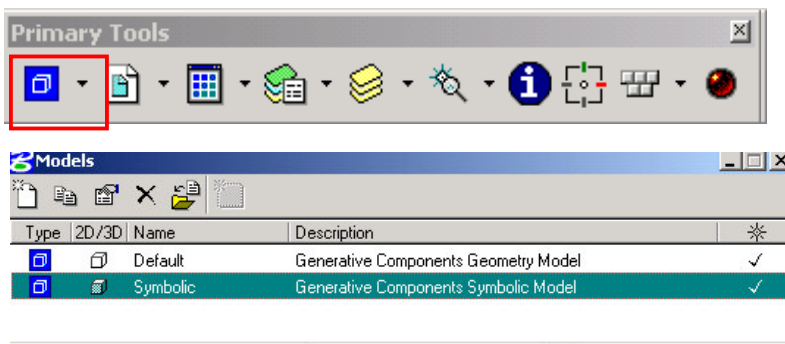 Primary Tools
Models
Type 2D/3D Name Description
Default Generative Components Geometry Model
Symbolic Generative Components Symbolic Model